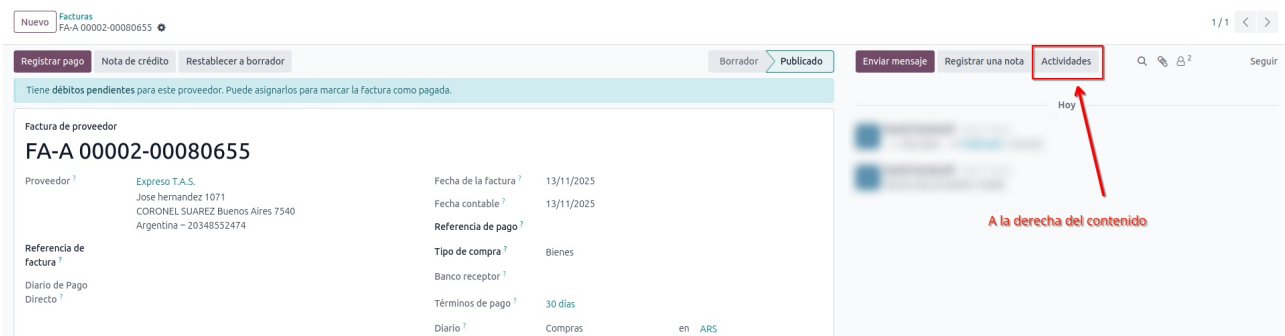 Nuevo
Facturas
FA-A 00002-00080655
1 / 1
Registrar pago Nota de crédito Restablecer a borrador
Borrador Publicado
Enviar mensaje Registrar una nota Actividades
2
Seguir
Tiene débitos pendientes para este proveedor. Puede asignarlos para marcar la factura como pagada.
Hoy
Factura de proveedor
FA-A 00002-00080655
Proveedor ?
Expreso T.A.S.
Jose hernandez 1071
CORONEL SUAREZ Buenos Aires 7540
Argentina – 20348552474
Referencia de
factura ?
Diario de Pago
Directo ?
Fecha de la factura ? 13/11/2025
Fecha contable ? 13/11/2025
Referencia de pago ?
Tipo de compra ? Bienes
Banco receptor ?
Términos de pago ? 30 días
Diario ? Compras en ARS
A la derecha del contenido